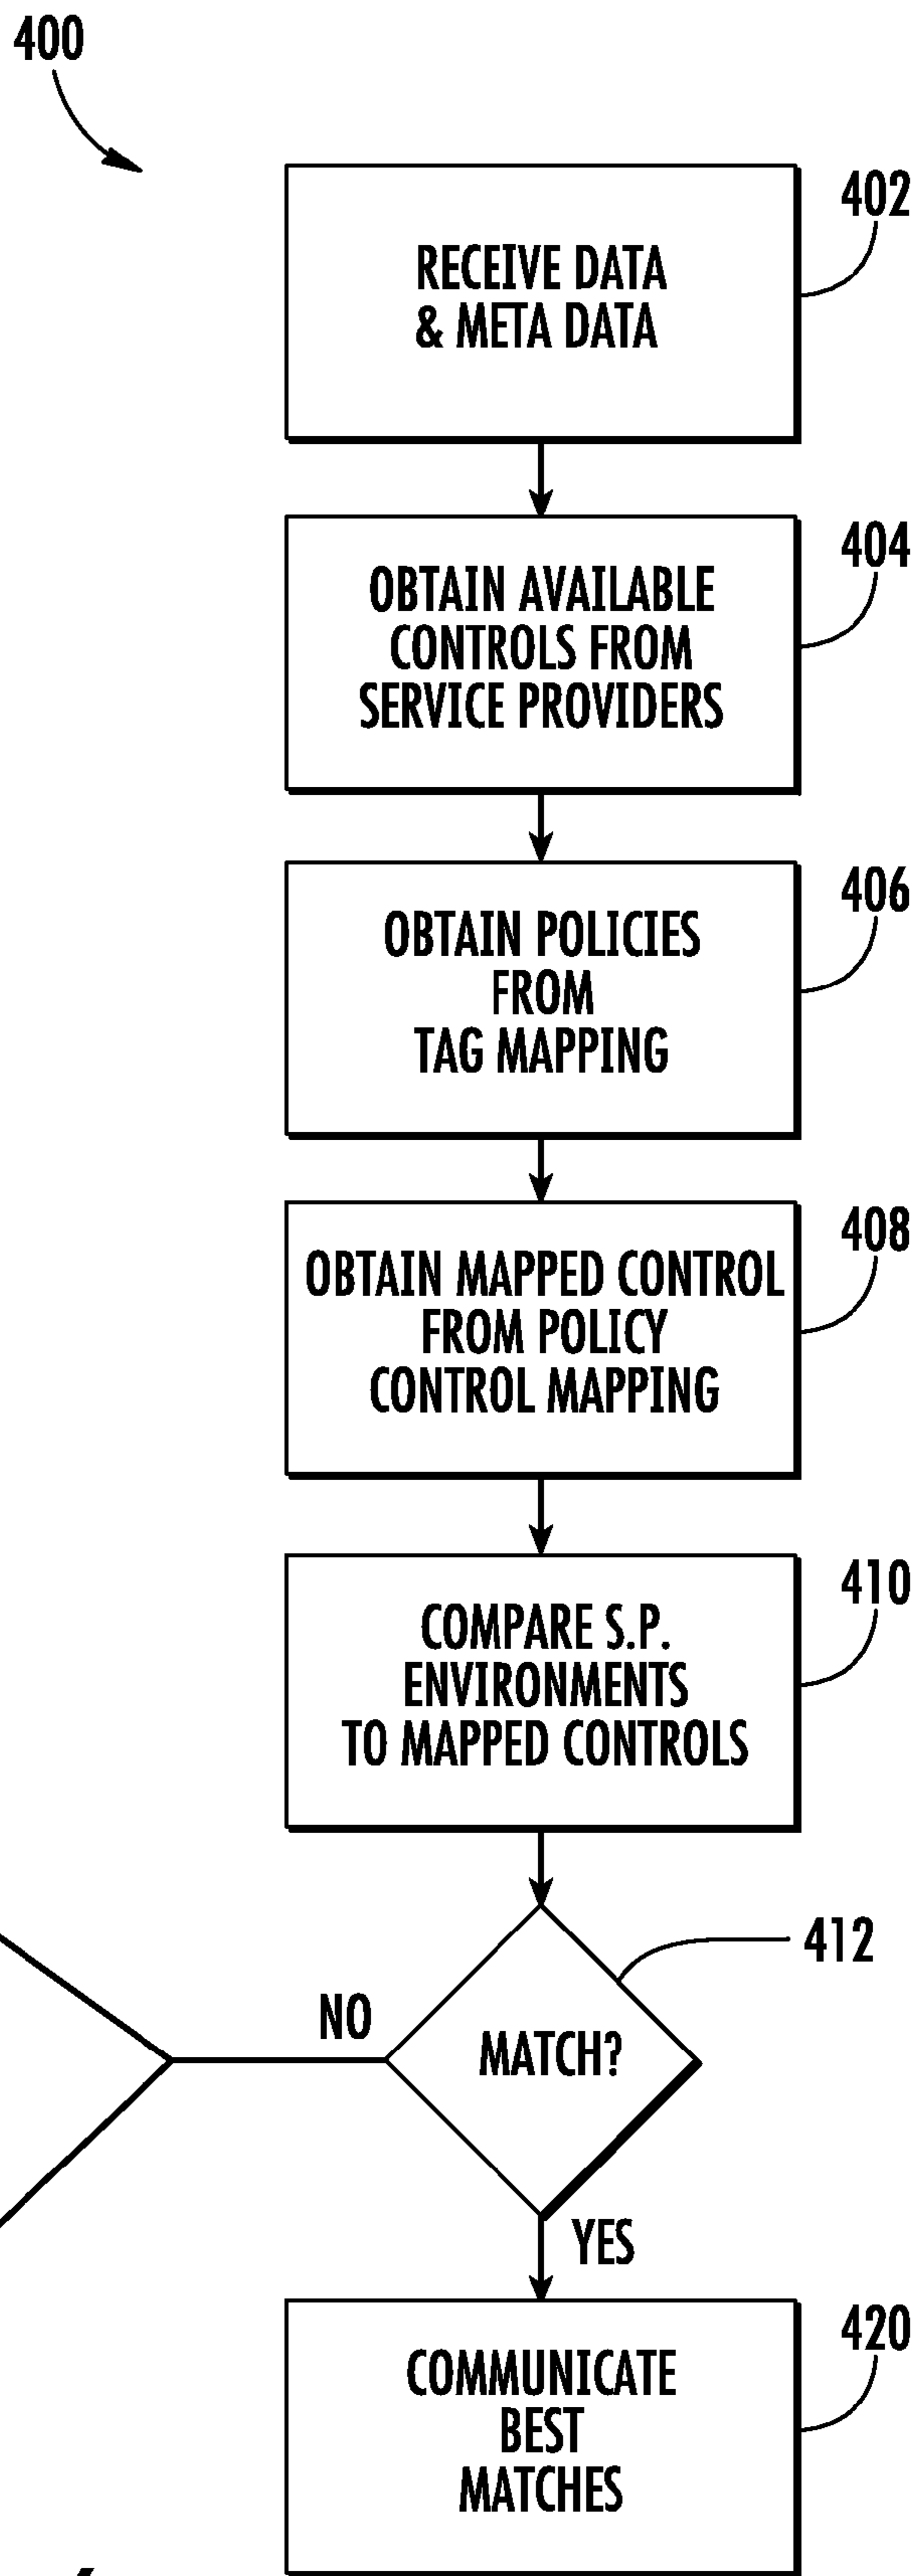 400
402
RECEIVE DATA
& META DATA
404
OBTAIN AVAILABLE
CONTROLS FROM
SERVICE PROVIDERS
406
OBTAIN POLICIES
FROM
TAG MAPPING
408
OBTAIN MAPPED CONTROL
FROM POLICY
CONTROL MAPPING
410
COMPARE S.P.
ENVIRONMENTS
TO MAPPED CONTROLS
412
NO
MATCH?
YES
420
COMMUNICATE
BEST
MATCHES